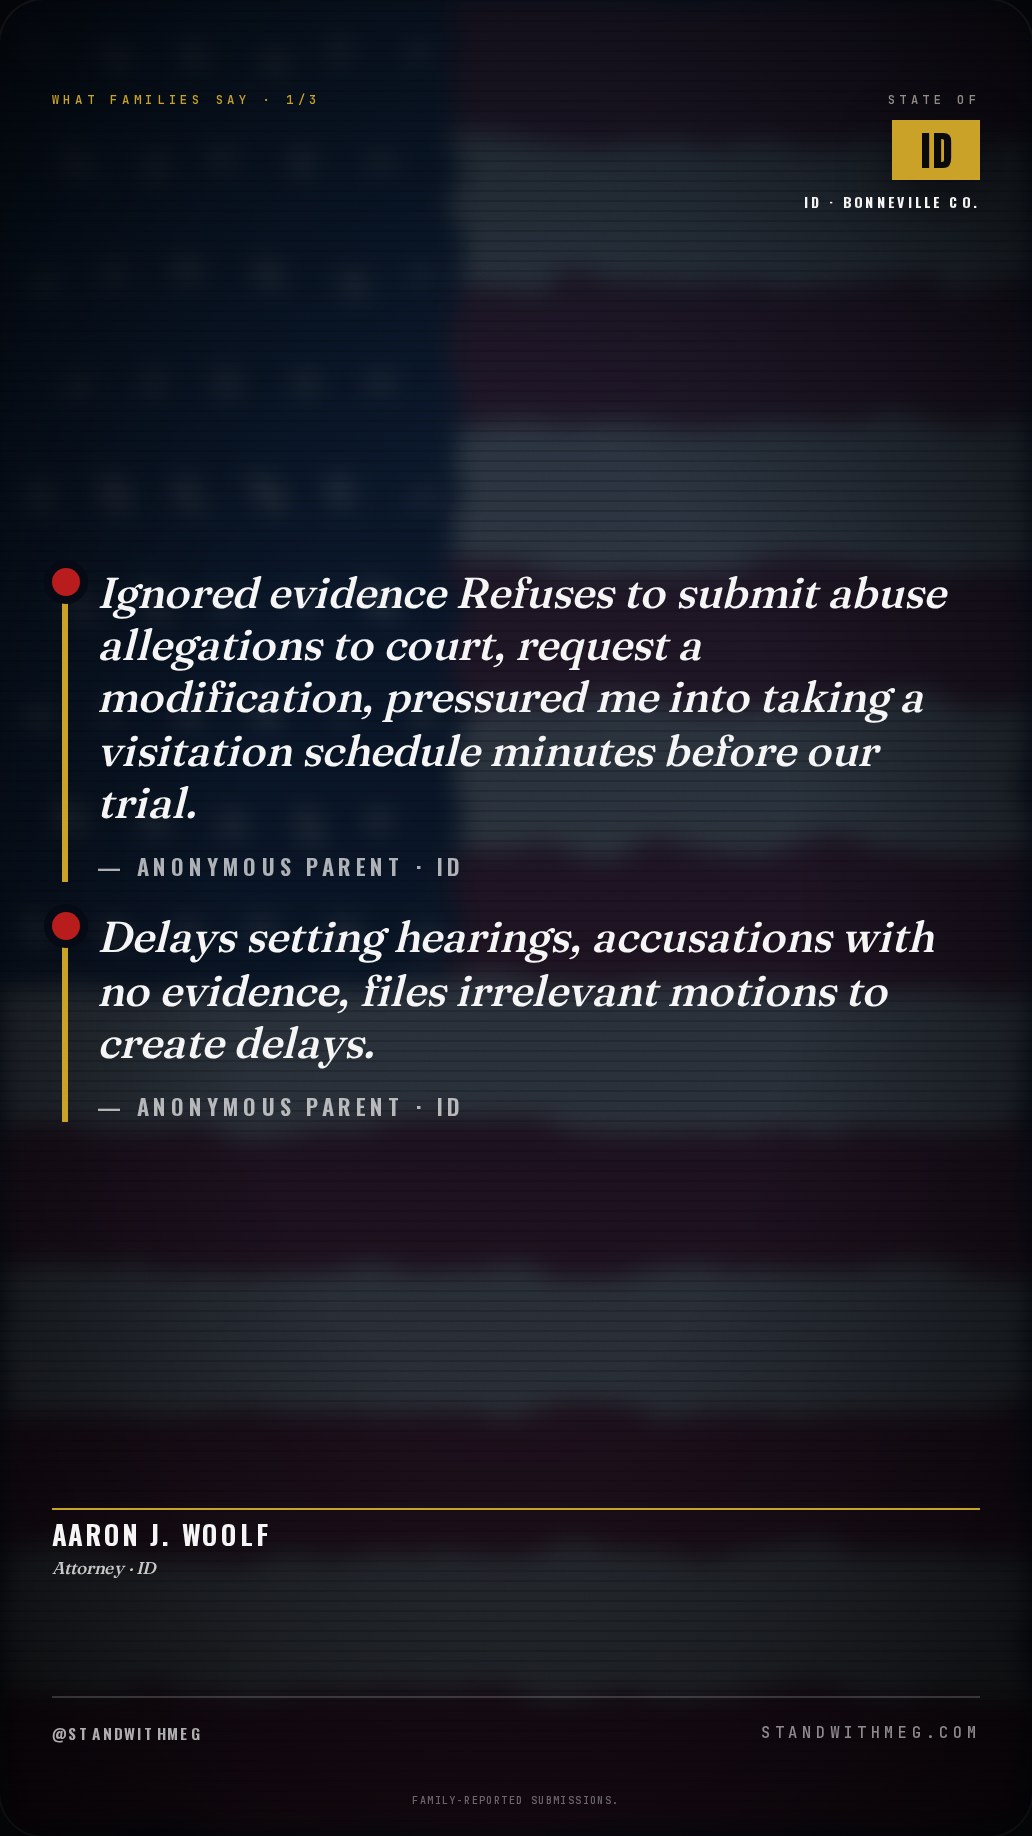 WHAT FAMILIES SAY · 1/3
STATE OF
ID
ID · BONNEVILLE CO.
Ignored evidence Refuses to submit abuse
allegations to court, request a
modification, pressured me into taking a
visitation schedule minutes before our
trial.
— ANONYMOUS PARENT · ID
Delays setting hearings, accusations with
no evidence, files irrelevant motions to
create delays.
— ANONYMOUS PARENT · ID
AARON J. WOOLF
Attorney · ID
@STANDWITHMEG
STANDWITHMEG.COM
FAMILY-REPORTED SUBMISSIONS.